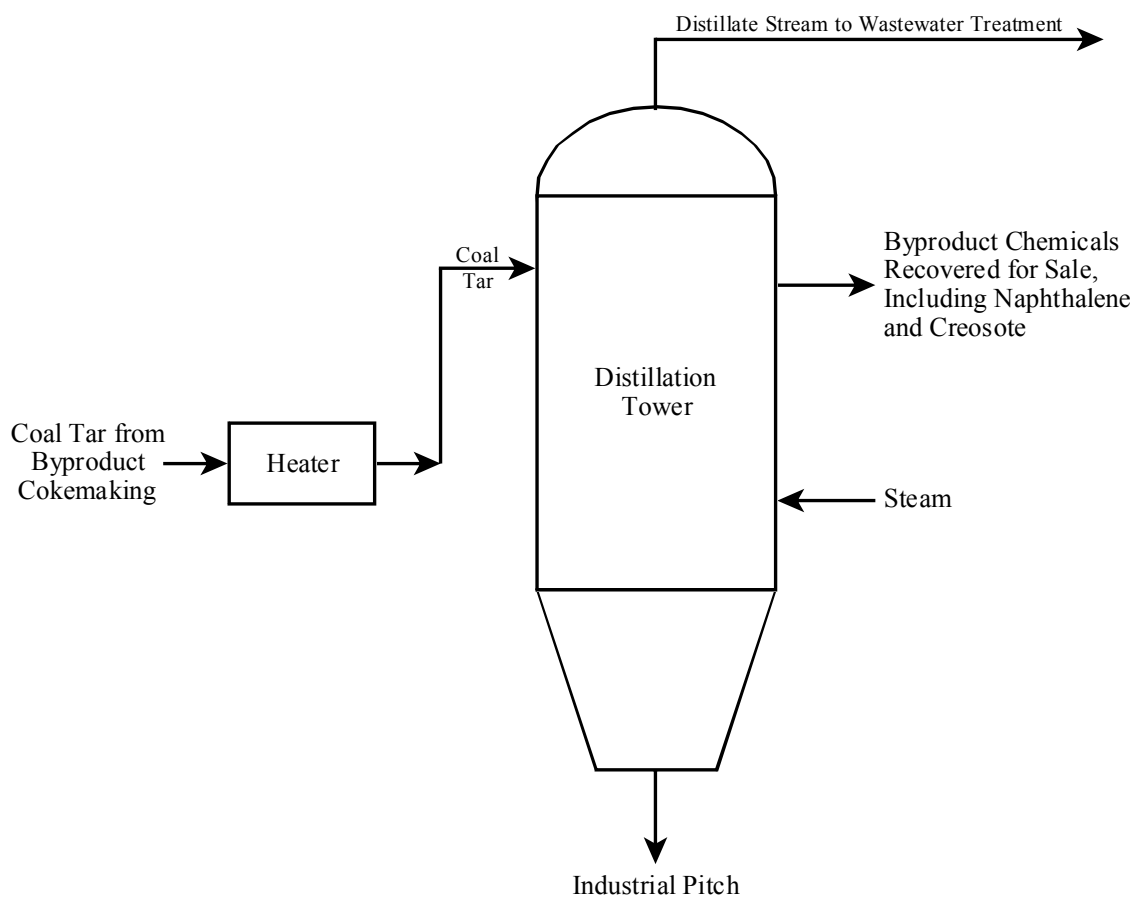 Distillate Stream to Wastewater Treatment
Byproduct Chemicals
Recovered for Sale,
Including Naphthalene
and Creosote
Coal
Tar
Distillation
Tower
Coal Tar from
Byproduct
Cokemaking
Heater
Steam
Industrial Pitch